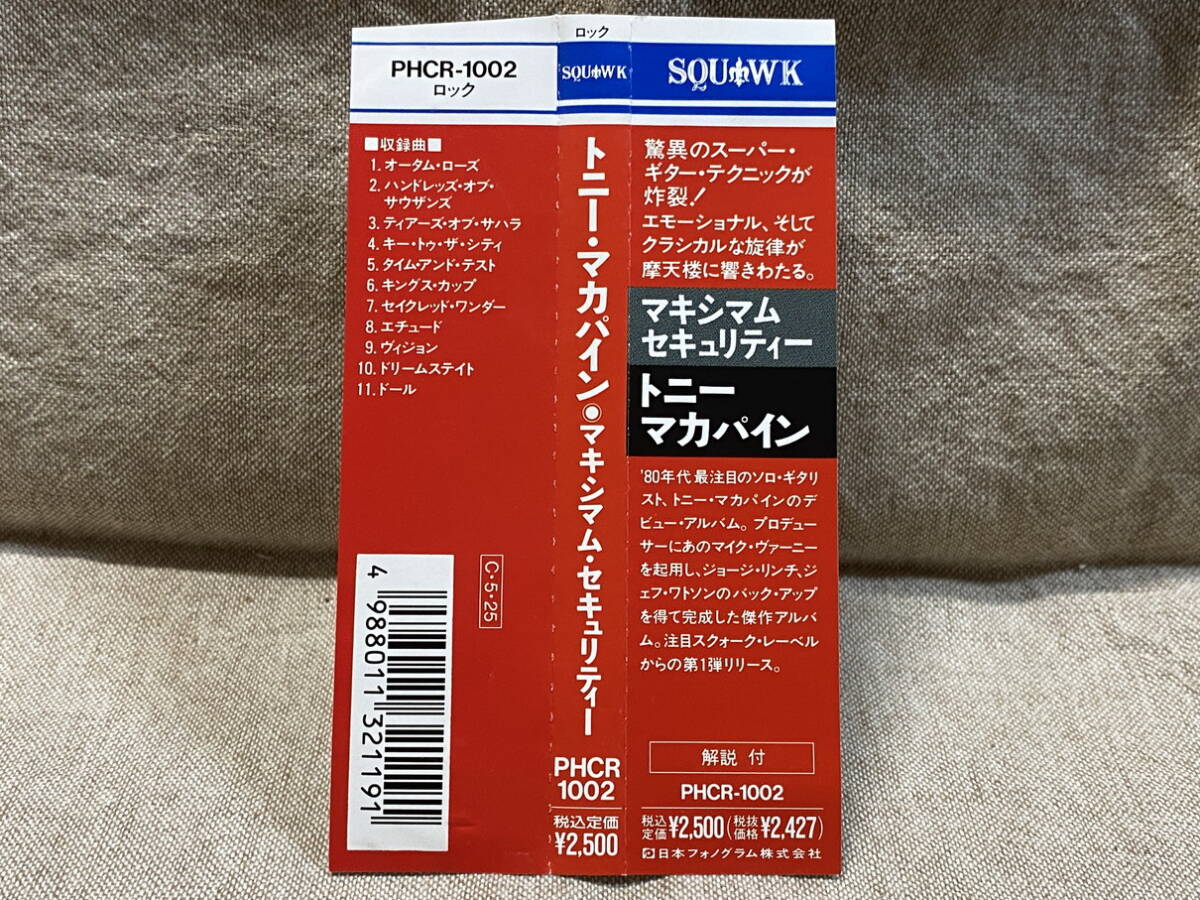 PHCR-1002
ロック
■収録曲■
1. オータム・ローズ
2. ハンドレッズ・オブ・
サウザンズ
3. ティアーズ・オブ・サハラ
4. キー・トゥ・ザ・シティ
5. タイム・アンド・テスト
6. キングス・カップ
7. セイクレッド・ワンダー
8. エチュード
9. ヴィジョン
10. ドリームステイト
11. ドール
C・5・25
4 988011 321191
ロック
SQUAWK
トニー・マカパイン◉マキシマム・セキュリティー
PHCR
1002
税込定価
¥2,500
SQUAWK
驚異のスーパー・
ギター・テクニックが
炸裂!
エモーショナル、そして
クラシカルな旋律が
摩天楼に響きわたる。
マキシマム
セキュリティー
トニー
マカパイン
'80年代最注目のソロ・ギタリ
スト、トニー・マカパインのデ
ビュー・アルバム。プロデュー
サーにあのマイク・ヴァーニー
を起用し、ジョージ・リンチ、ジ
ェフ・ワトソンのバック・アップ
を得て完成した傑作アルバ
ム。注目スクォーク・レーベル
からの第1弾リリース。
解説 付
PHCR-1002
税込定価¥2,500(税抜価格¥2,427)
日本フォノグラム株式会社